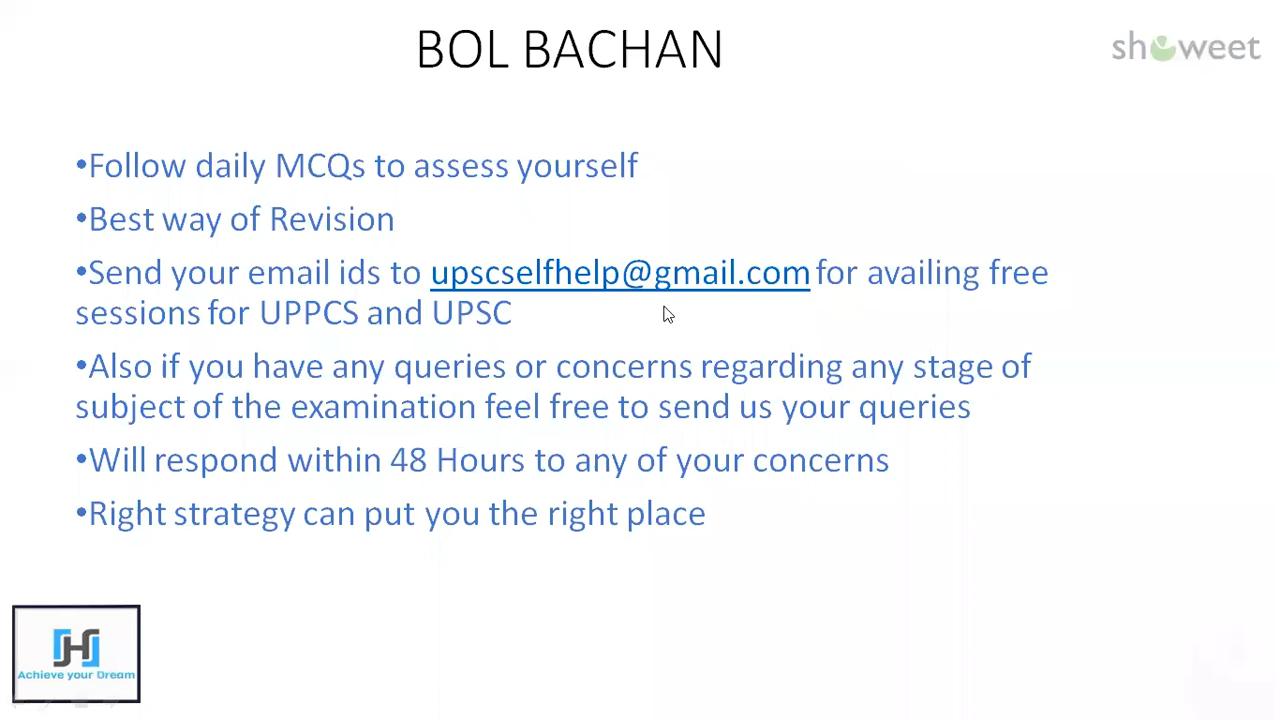 BOL BACHAN
showeet
•Follow daily MCQs to assess yourself
•Best way of Revision
•Send your email ids to upscselfhelp@gmail.com for availing free
sessions for UPPCS and UPSC
•Also if you have any queries or concerns regarding any stage of
subject of the examination feel free to send us your queries
•Will respond within 48 Hours to any of your concerns
•Right strategy can put you the right place
Achieve your Dream